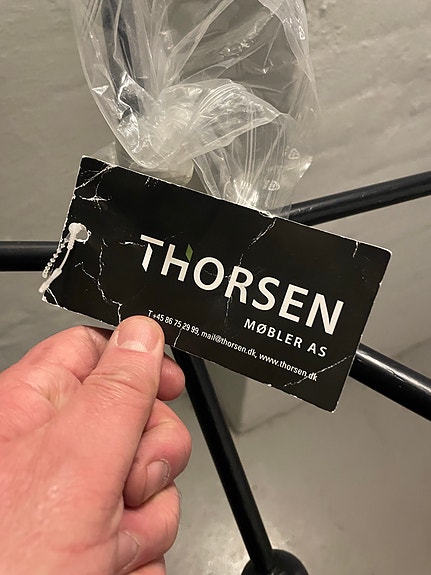 THORSEN
MØBLER AS
T+45 86 75 29 99, mail@thorsen.dk, www.thorsen.dk